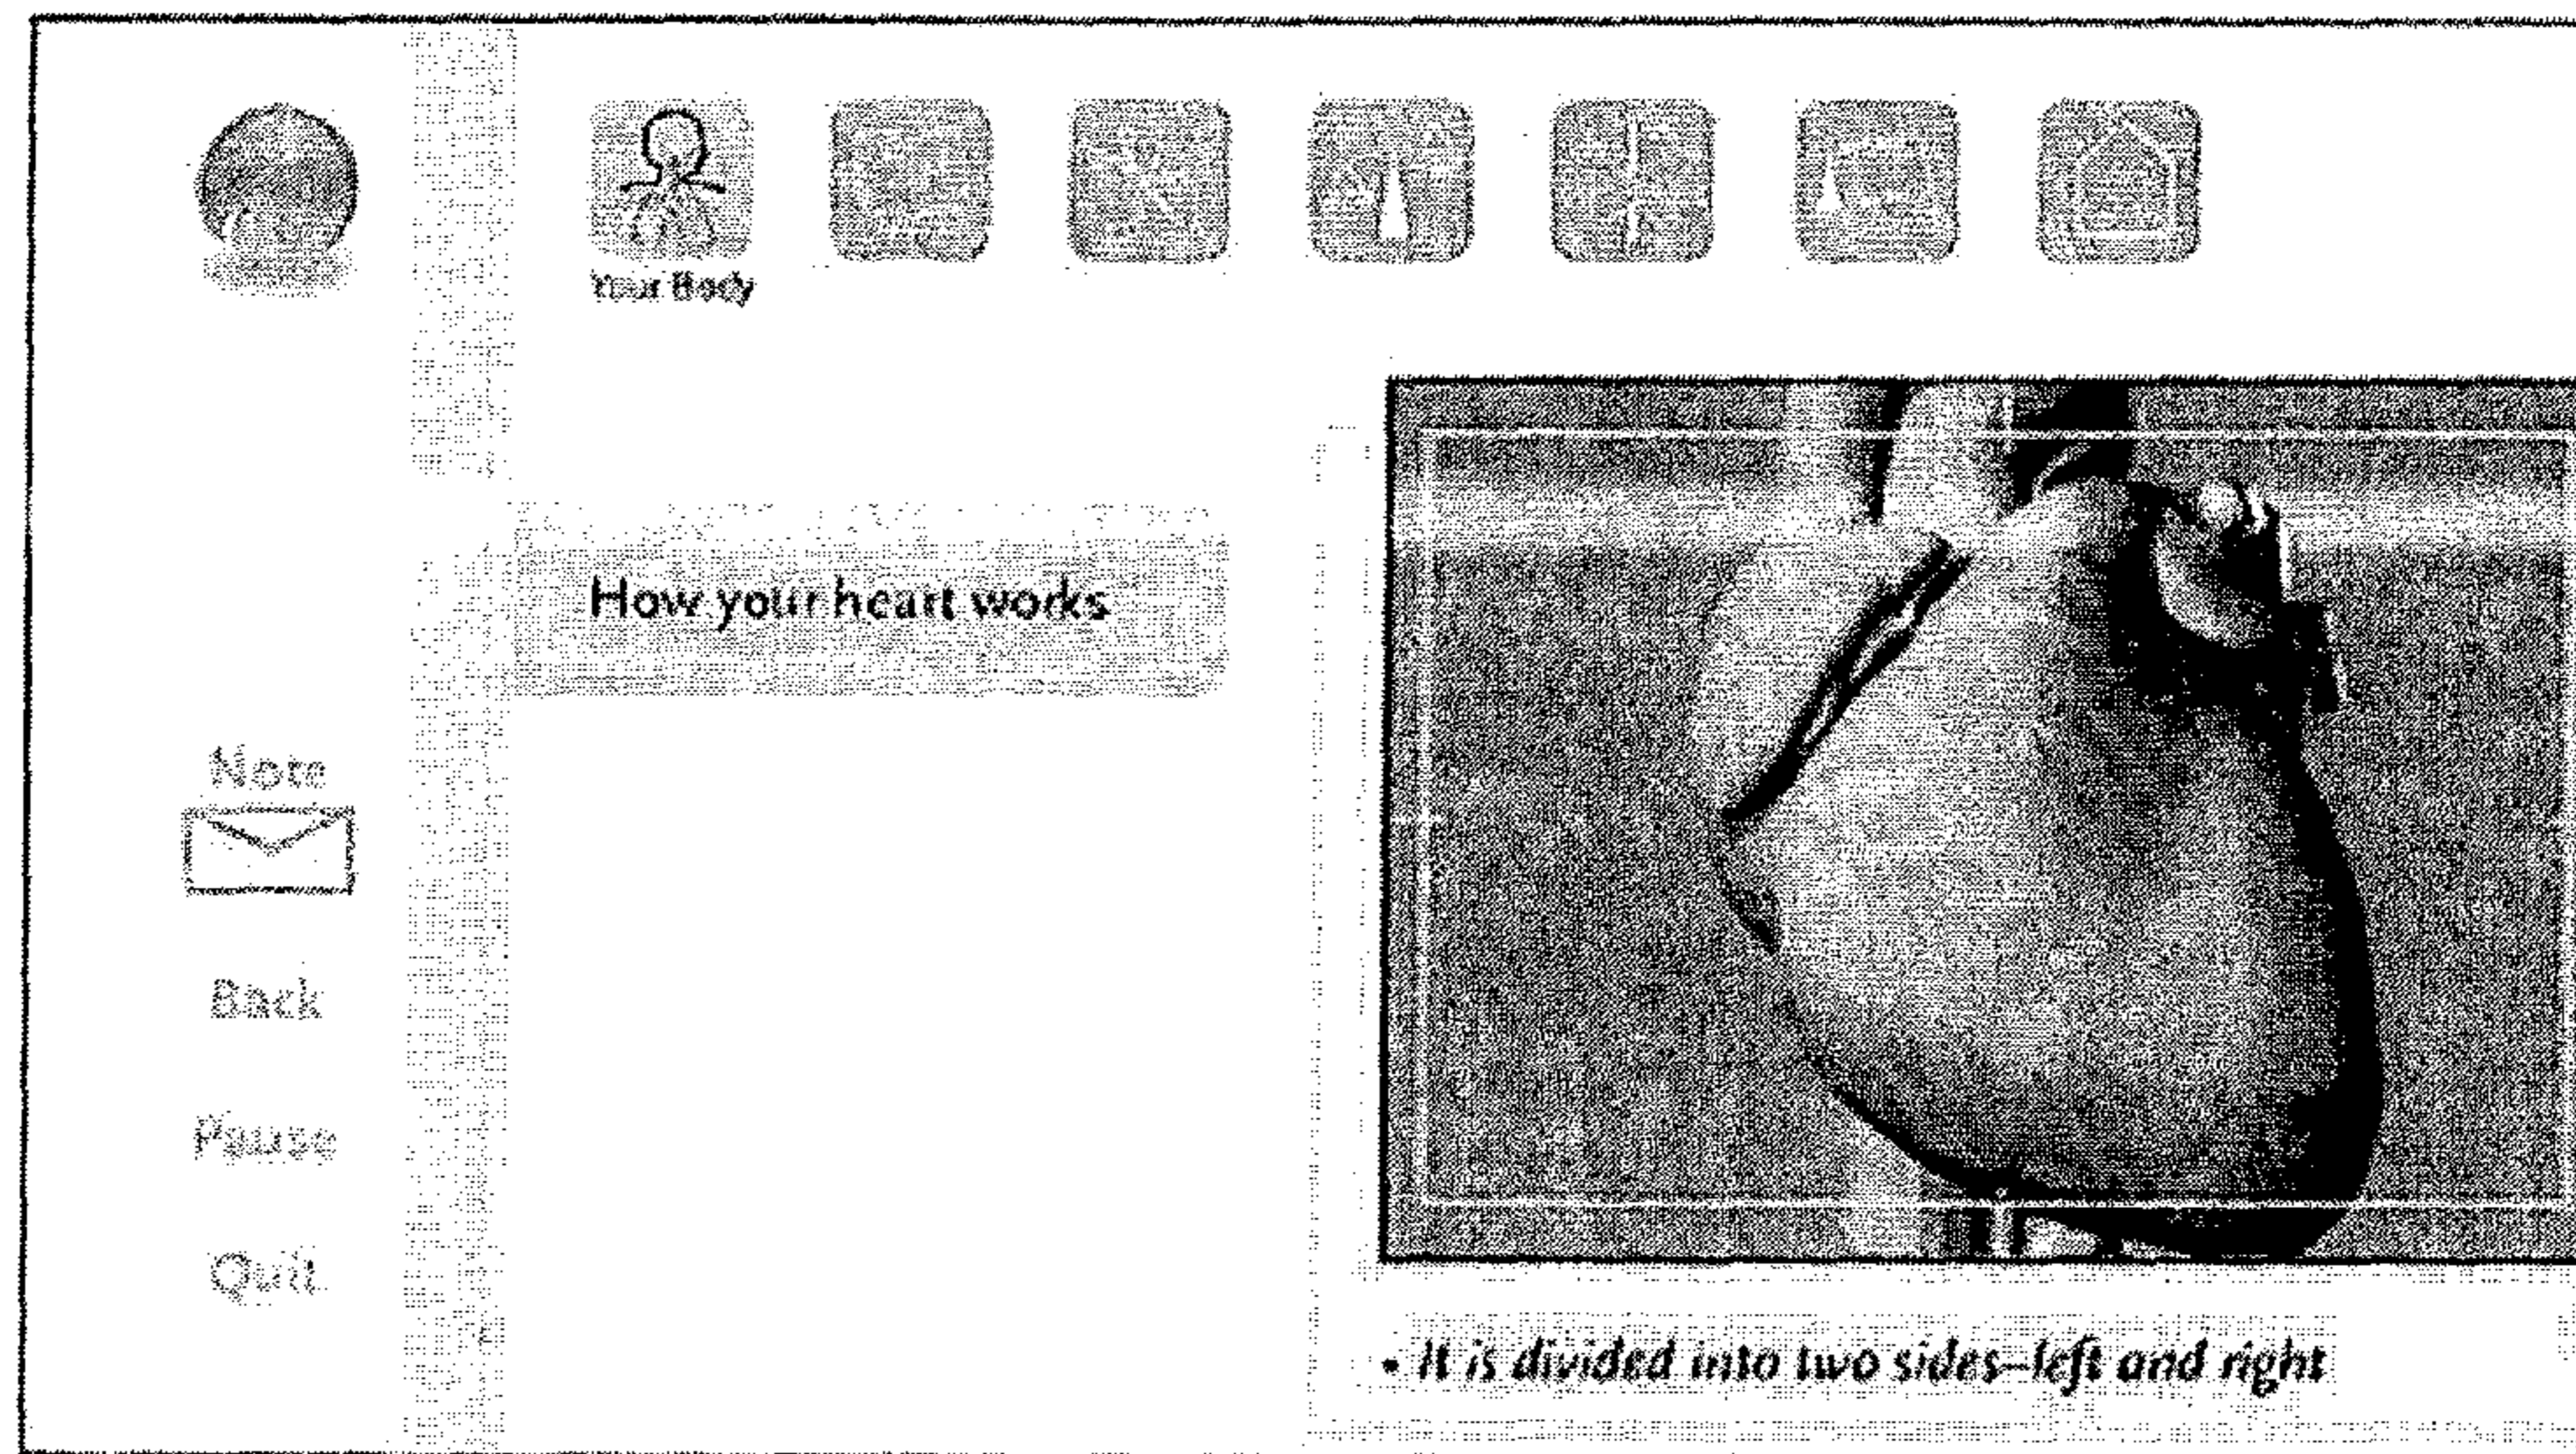 Your Body
How your heart works
Note
Back
Pause
Quit
• It is divided into two sides–left and right